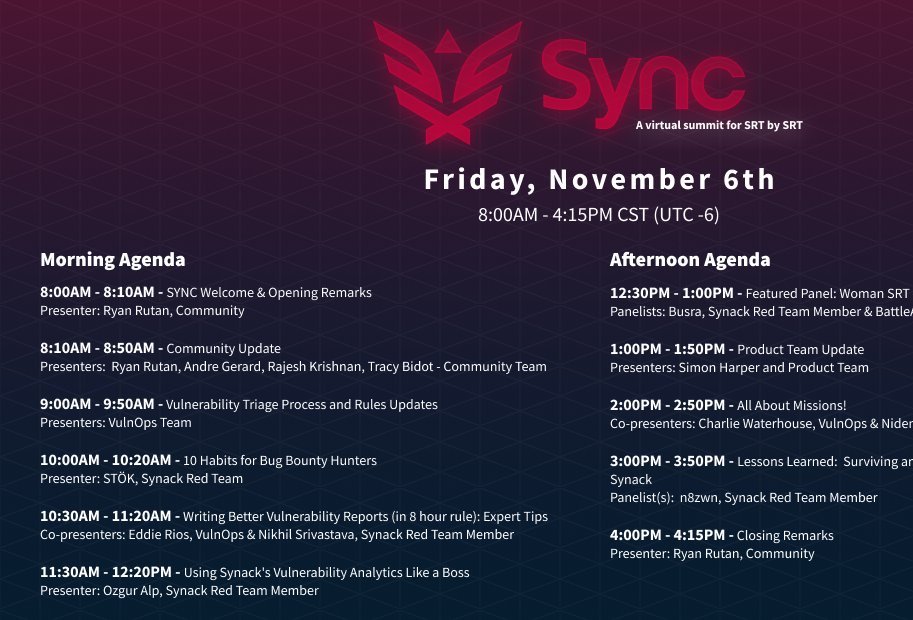 Sync
A virtual summit for SRT by SRT
Friday, November 6th
8:00AM - 4:15PM CST (UTC -6)
Morning Agenda
8:00AM - 8:10AM - SYNC Welcome & Opening Remarks
Presenter: Ryan Rutan, Community
8:10AM - 8:50AM - Community Update
Presenters:  Ryan Rutan, Andre Gerard, Rajesh Krishnan, Tracy Bidot - Community Team
9:00AM - 9:50AM - Vulnerability Triage Process and Rules Updates
Presenters: VulnOps Team
10:00AM - 10:20AM - 10 Habits for Bug Bounty Hunters
Presenter: STÖK, Synack Red Team
10:30AM - 11:20AM - Writing Better Vulnerability Reports (in 8 hour rule): Expert Tips
Co-presenters: Eddie Rios, VulnOps & Nikhil Srivastava, Synack Red Team Member
11:30AM - 12:20PM - Using Synack's Vulnerability Analytics Like a Boss
Presenter: Ozgur Alp, Synack Red Team Member
Afternoon Agenda
12:30PM - 1:00PM - Featured Panel: Woman SRT
Panelists: Busra, Synack Red Team Member &
1:00PM - 1:50PM - Product Team Update
Presenters: Simon Harper and Product Team
2:00PM - 2:50PM - All About Missions!
Co-presenters: Charlie Waterhouse, VulnOps &
3:00PM - 3:50PM - Lessons Learned:  Surviving
Synack
Panelist(s):  n8zwn, Synack Red Team Member
4:00PM - 4:15PM - Closing Remarks
Presenter: Ryan Rutan, Community